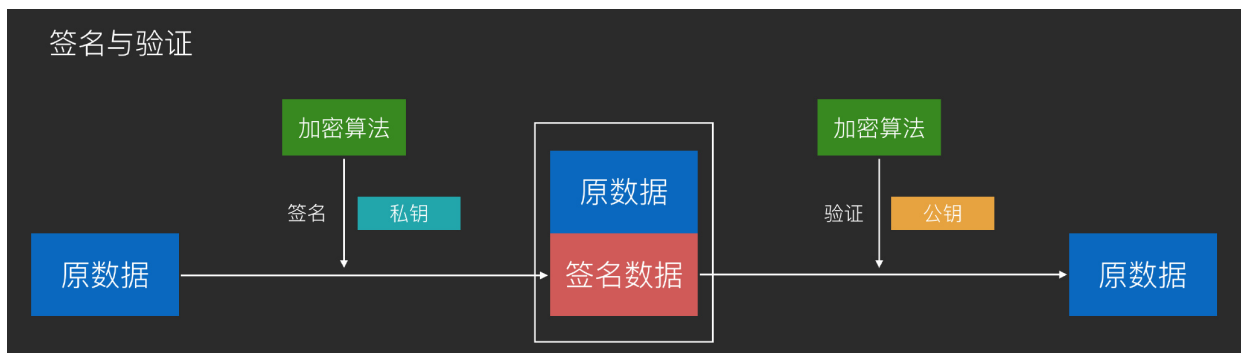 签名与验证
加密算法
加密算法
原数据
签名
私钥
验证
公钥
原数据
签名数据
原数据